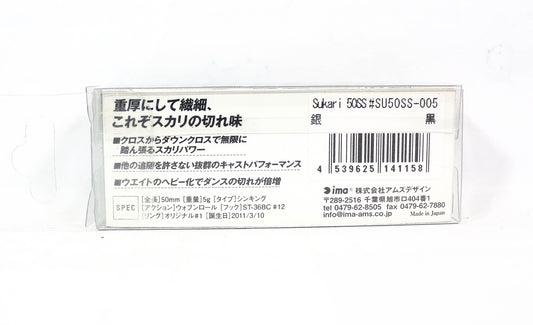 重厚にして繊細、
これぞスカリの切れ味
■クロスからダウンクロスで無限に
踏ん張るスカリパワー
■他の追随を許さない抜群のキャストパフォーマンス
■ウエイトのヘビー化でダンスの切れが倍増
SPEC
[全長]50mm [重量]5g [タイプ]シンキング
[アクション]ウォブンロール [フック]ST-36BC #12
[リング]オリジナル#1 [誕生日]2011/3/10
Sukari 50SS #SU50SS-005
銀 黒
4 539625 141158
ima® 株式会社アムズデザイン
〒289-2516 千葉県旭市ロ404番1
tel 0479-62-8505 fax 0479-62-7880
info@ima-ams.co.jp Made in Japan